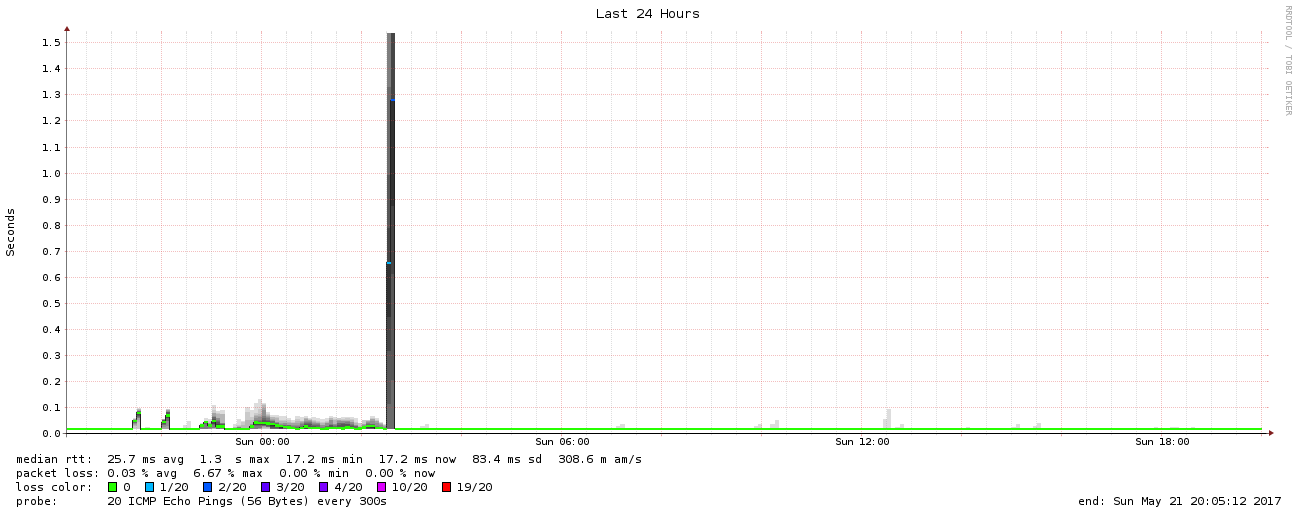 Last 24 Hours
RRDTOOL / TOBI OETIKER
Seconds
1.5
1.4
1.3
1.2
1.1
1.0
0.9
0.8
0.7
0.6
0.5
0.4
0.3
0.2
0.1
0.0
Sun 00:00 Sun 06:00 Sun 12:00 Sun 18:00
median rtt: 25.7 ms avg 1.3 s max 17.2 ms min 17.2 ms now 83.4 ms sd 308.6 m am/s
packet loss: 0.03 % avg 6.67 % max 0.00 % min 0.00 % now
loss color: 0 1/20 2/20 3/20 4/20 10/20 19/20
probe: 20 ICMP Echo Pings (56 Bytes) every 300s end: Sun May 21 20:05:12 2017